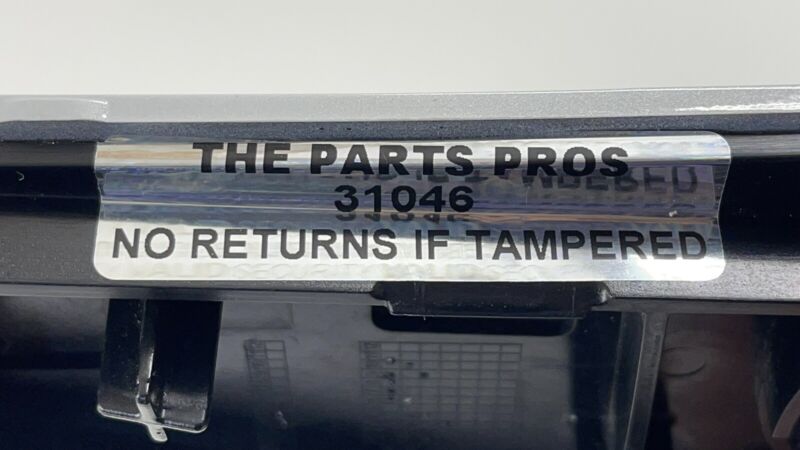 THE PARTS PROS
31046
NO RETURNS IF TAMPERED